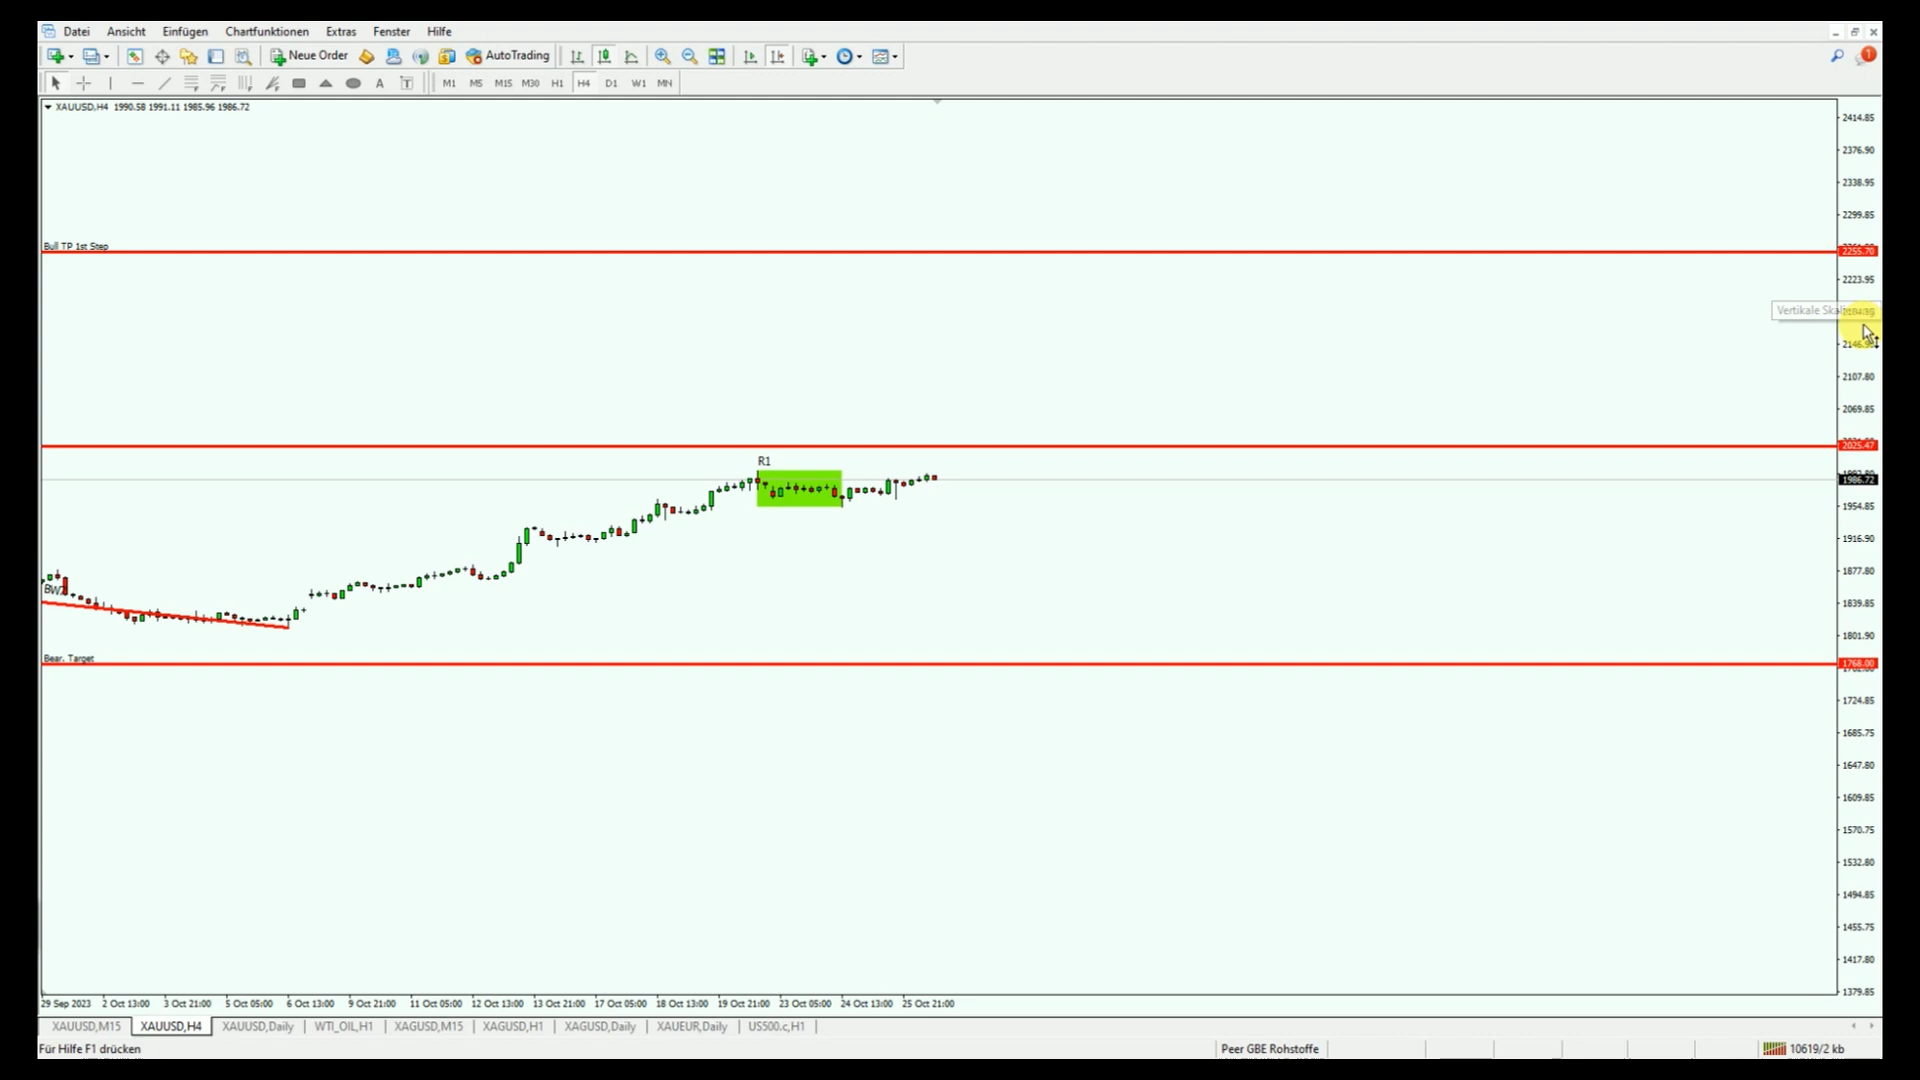 Datei Ansicht Einfügen Chartfunktionen Extras Fenster Hilfe
Neue Order AutoTrading 1
A T M1 M5 M15 M30 H1 H4 D1 W1 MN
XAUUSD,H4 1990.58 1991.11 1985.96 1986.72
2414.85
2376.90
2338.95
2299.85
Bull TP 1st Step
2255.70
2223.95
Vertikale
2146.90
2107.80
2069.85
2025.47
R1
1986.72
1954.85
1916.90
1877.80
BW2
1839.85
1801.90
Bear. Target
1768.00
1724.85
1685.75
1647.80
1609.85
1570.75
1532.80
1494.85
1455.75
1417.80
1379.85
29 Sep 2023 2 Oct 13:00 3 Oct 21:00 5 Oct 05:00 6 Oct 13:00 9 Oct 21:00 11 Oct 05:00 12 Oct 13:00 13 Oct 21:00 17 Oct 05:00 18 Oct 13:00 19 Oct 21:00 23 Oct 05:00 24 Oct 13:00 25 Oct 21:00
XAUUSD,M15 XAUUSD,H4 XAUUSD,Daily WTI_OIL,H1 XAGUSD,M15 XAGUSD,H1 XAGUSD,Daily XAUEUR,Daily US500.c,H1
Für Hilfe F1 drücken Peer GBE Rohstoffe 10619/2 kb